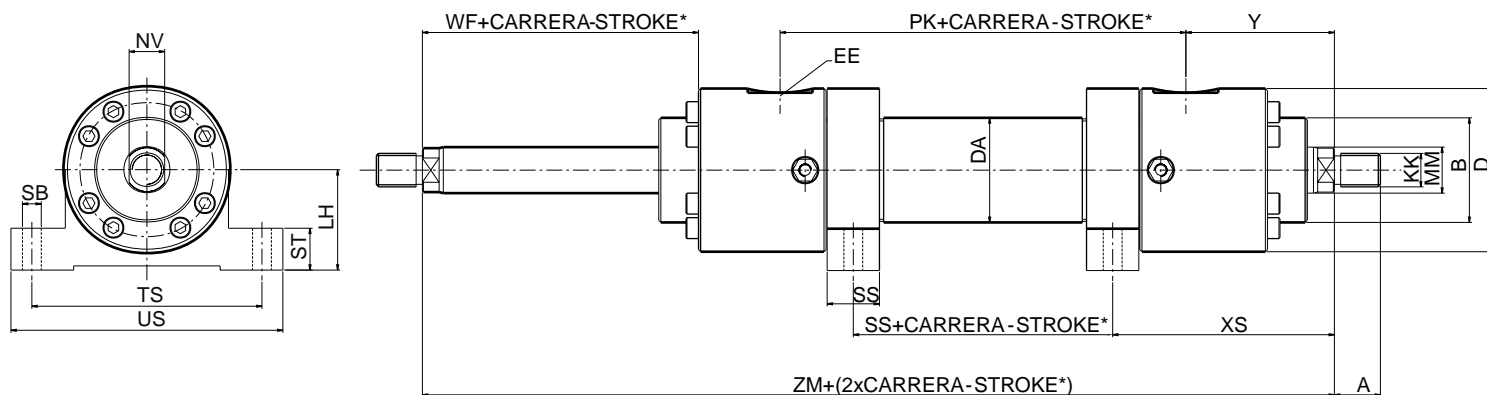 WF+CARRERA-STROKE*
PK+CARRERA-STROKE*
Y
NV
EE
SB
LH
ST
TS
US
DA
KK
MM
B
D
SS
SS+CARRERA-STROKE*
XS
ZM+(2xCARRERA-STROKE*)
A